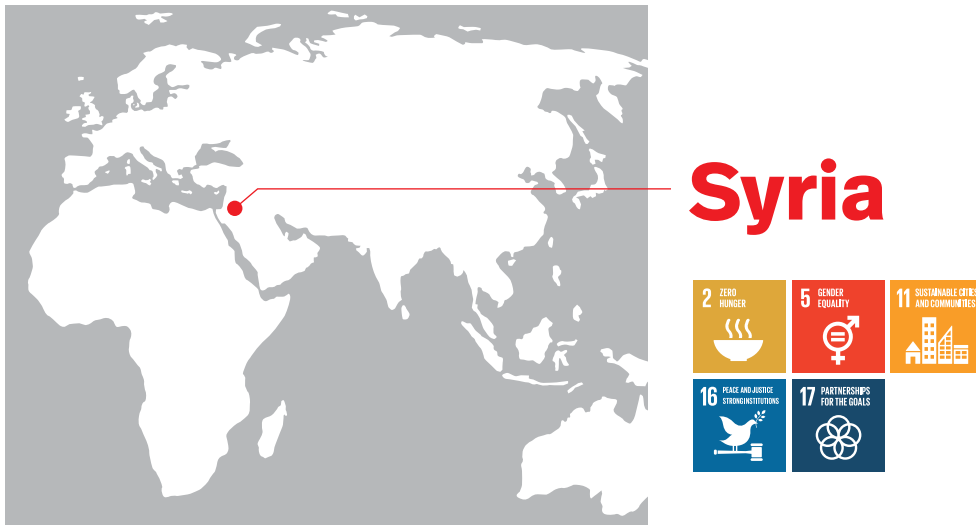 Syria
2 ZERO
HUNGER
5 GENDER
EQUALITY
11 SUSTAINABLE CITIES
AND COMMUNITIES
16 PEACE AND JUSTICE
STRONG INSTITUTIONS
17 PARTNERSHIPS
FOR THE GOALS